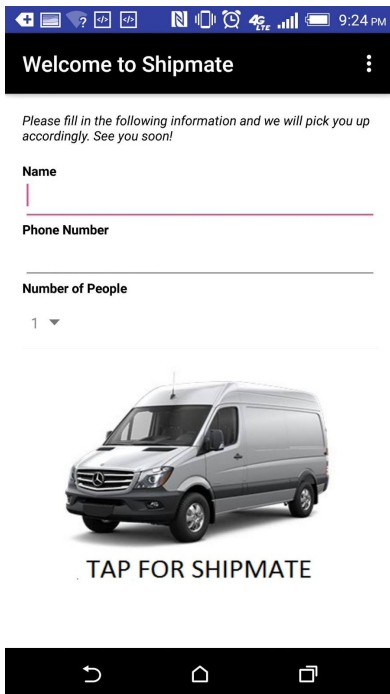 9:24 PM
Welcome to Shipmate
Please fill in the following information and we will pick you up
accordingly. See you soon!
Name
Phone Number
Number of People
1
TAP FOR SHIPMATE